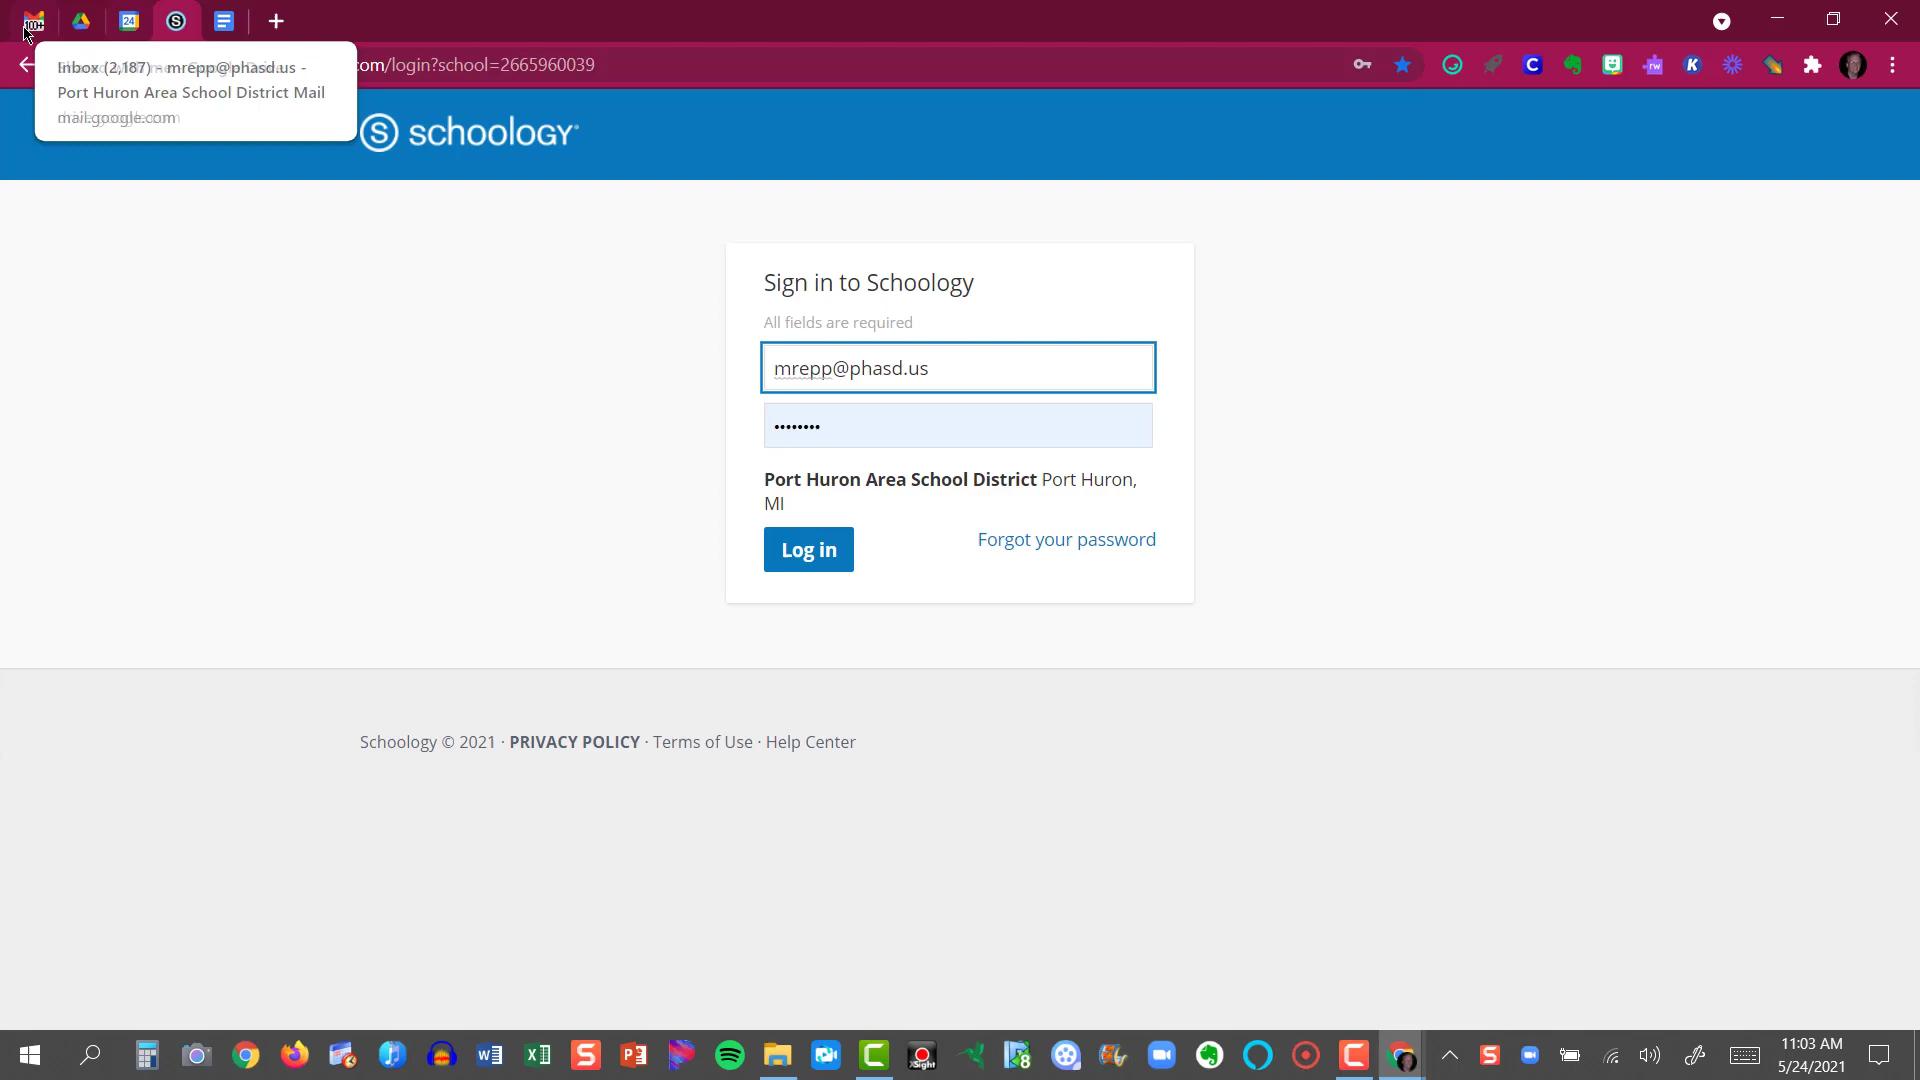 100+
24
Inbox (2,187) - mrepp@phasd.us -
Port Huron Area School District Mail
mail.google.com
com/login?school=2665960039
schoology
Sign in to Schoology
All fields are required
mrepp@phasd.us
••••••••
Port Huron Area School District Port Huron,
MI
Log in
Forgot your password
Schoology © 2021 · PRIVACY POLICY · Terms of Use · Help Center
11:03 AM
5/24/2021